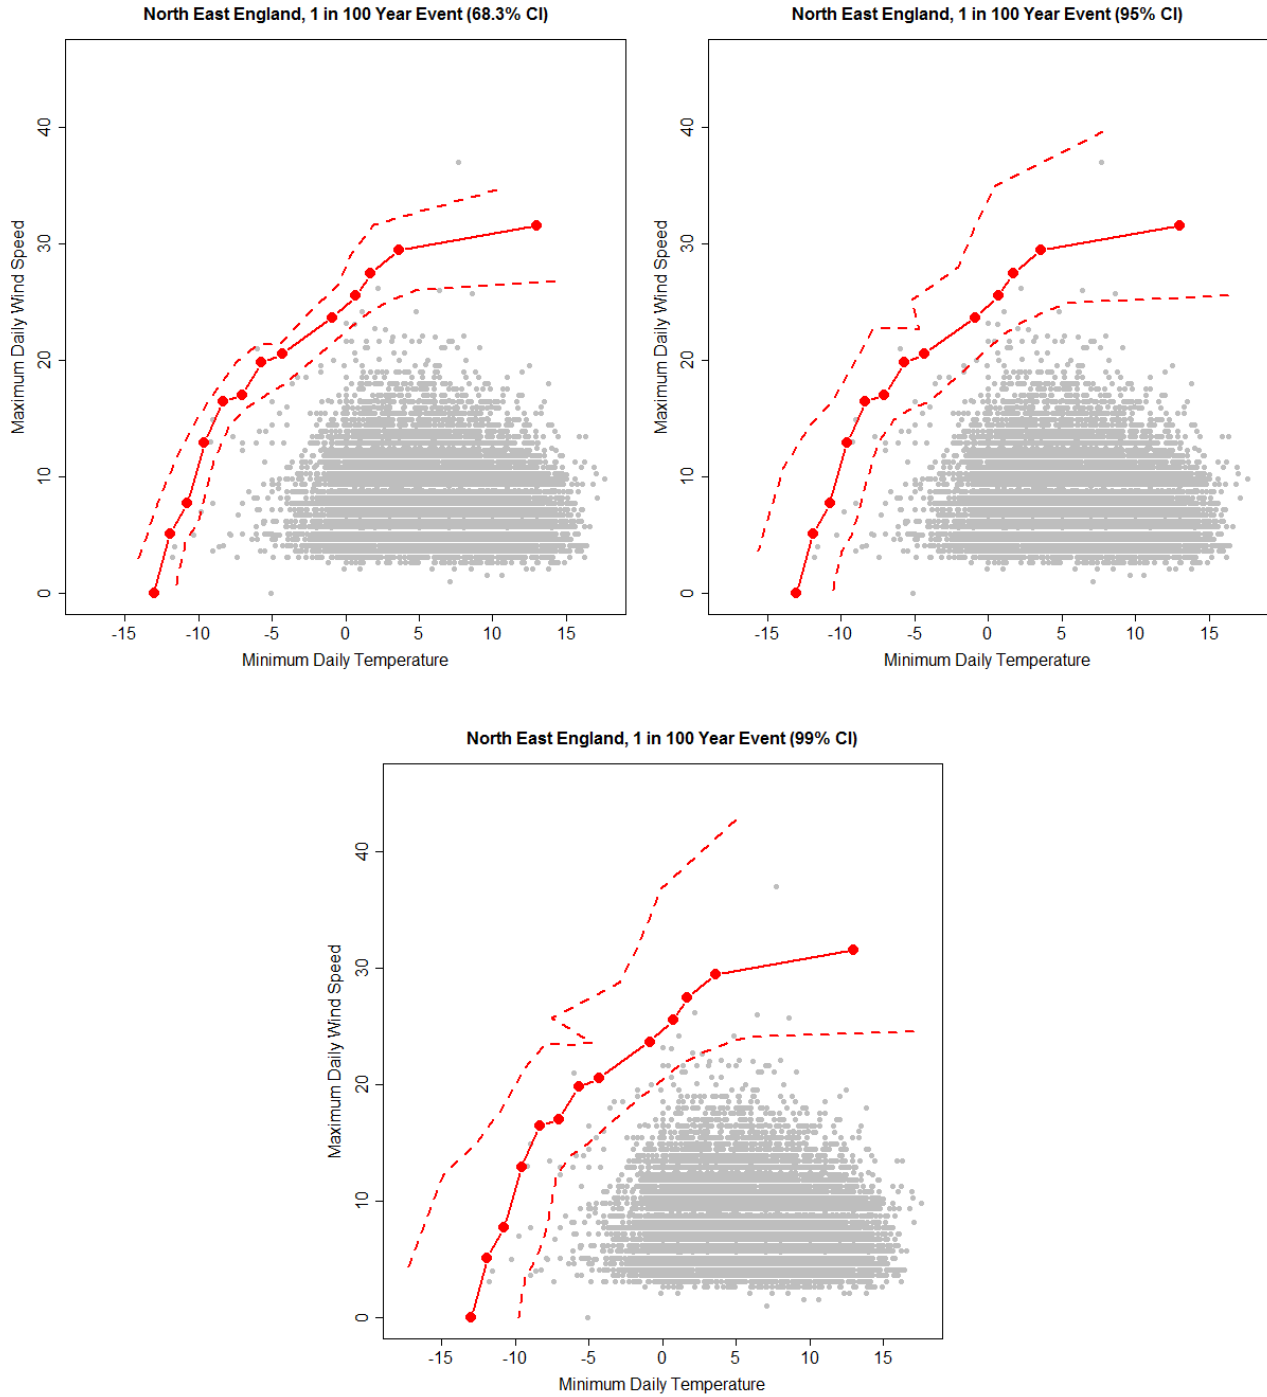 North East England, 1 in 100 Year Event (68.3% CI)
Maximum Daily Wind Speed
40
30
20
10
0
-15 -10 -5 0 5 10 15
Minimum Daily Temperature
North East England, 1 in 100 Year Event (95% CI)
Maximum Daily Wind Speed
40
30
20
10
0
-15 -10 -5 0 5 10 15
Minimum Daily Temperature
North East England, 1 in 100 Year Event (99% CI)
Maximum Daily Wind Speed
40
30
20
10
0
-15 -10 -5 0 5 10 15
Minimum Daily Temperature